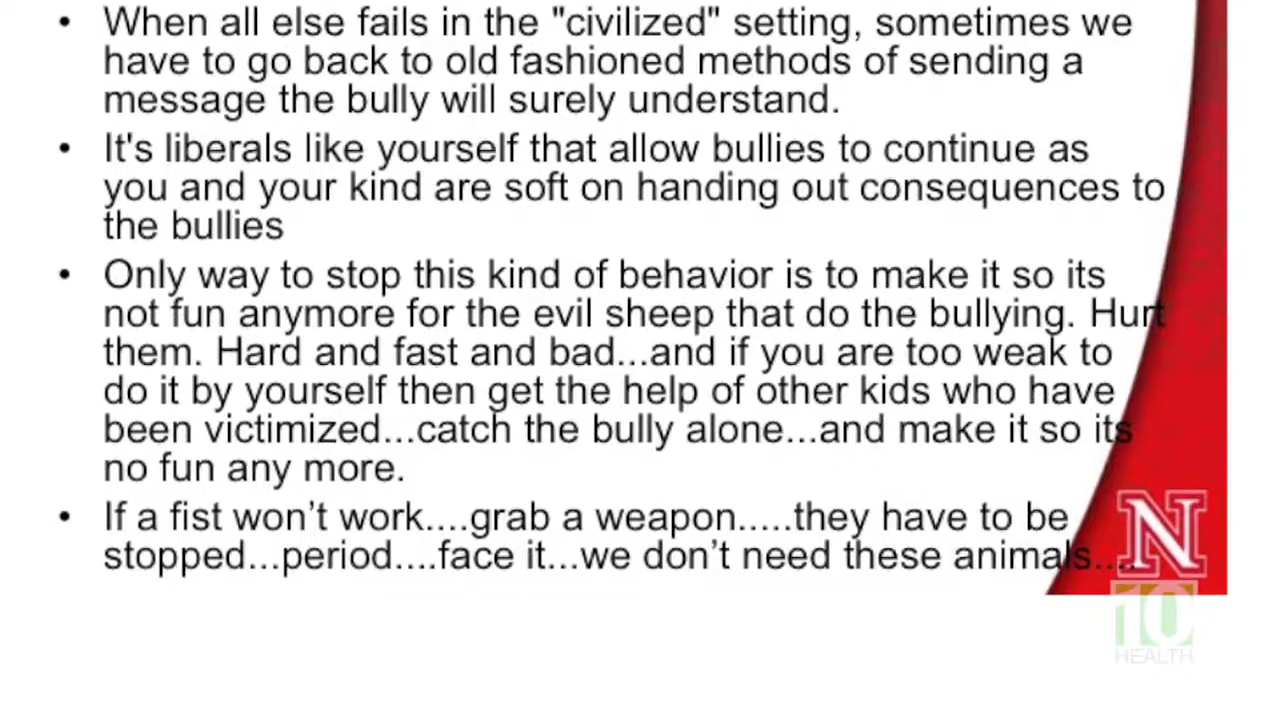 • When all else fails in the "civilized" setting, sometimes we
have to go back to old fashioned methods of sending a
message the bully will surely understand.
• It's liberals like yourself that allow bullies to continue as
you and your kind are soft on handing out consequences to
the bullies
• Only way to stop this kind of behavior is to make it so its
not fun anymore for the evil sheep that do the bullying. Hurt
them. Hard and fast and bad...and if you are too weak to
do it by yourself then get the help of other kids who have
been victimized...catch the bully alone...and make it so its
no fun any more.
• If a fist won’t work....grab a weapon.....they have to be
stopped...period....face it...we don’t need these animals....
N
10
HEALTH